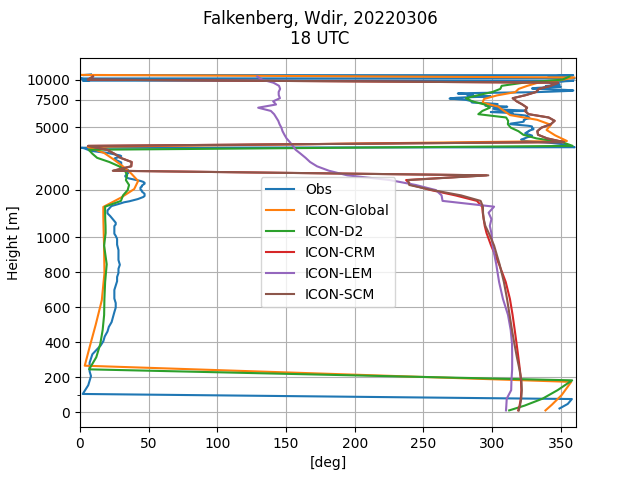 Falkenberg, Wdir, 20220306
18 UTC
10000
7500
5000
2000
1000
800
600
400
200
0
Height [m]
Obs
ICON-Global
ICON-D2
ICON-CRM
ICON-LEM
ICON-SCM
0 50 100 150 200 250 300 350
[deg]